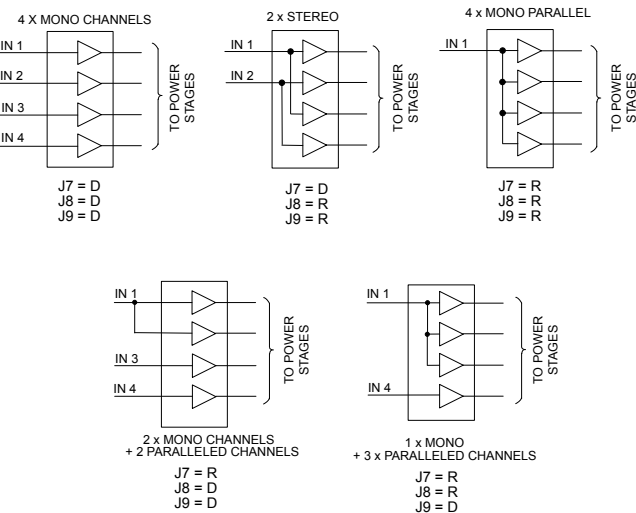 4 X MONO CHANNELS
IN 1
IN 2
IN 3
IN 4
TO POWER
STAGES
J7 = D
J8 = D
J9 = D
2 x STEREO
IN 1
IN 2
TO POWER
STAGES
J7 = D
J8 = R
J9 = R
4 x MONO PARALLEL
IN 1
TO POWER
STAGES
J7 = R
J8 = R
J9 = R
IN 1
IN 3
IN 4
TO POWER
STAGES
2 x MONO CHANNELS
+ 2 PARALLELED CHANNELS
J7 = R
J8 = D
J9 = D
IN 1
IN 4
TO POWER
STAGES
1 x MONO
+ 3 x PARALLELED CHANNELS
J7 = R
J8 = R
J9 = D